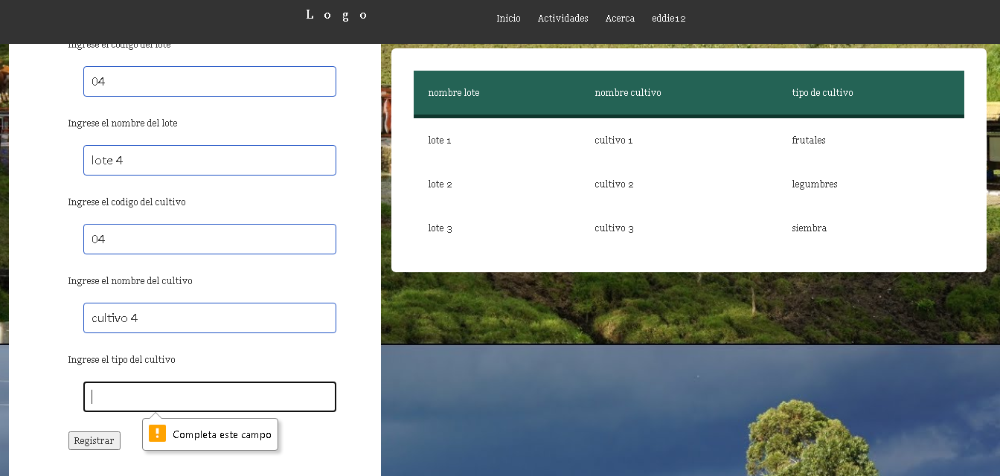 Logo
Inicio Actividades Acerca eddie12
Ingrese el codigo del lote
04
Ingrese el nombre del lote
lote 4
Ingrese el codigo del cultivo
04
Ingrese el nombre del cultivo
cultivo 4
Ingrese el tipo del cultivo
Completa este campo
Registrar
nombre lote nombre cultivo tipo de cultivo
lote 1 cultivo 1 frutales
lote 2 cultivo 2 legumbres
lote 3 cultivo 3 siembra